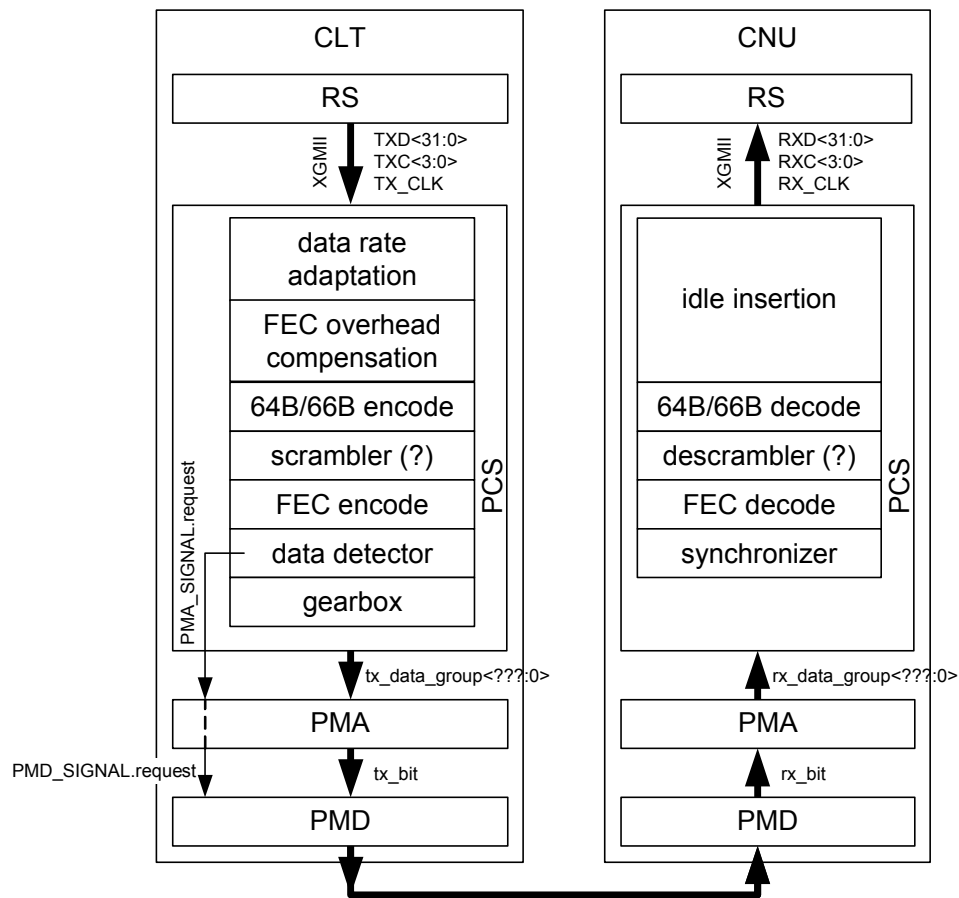 CLT
RS
XGMII
TXD<31:0>
TXC<3:0>
TX_CLK
data rate
adaptation
FEC overhead
compensation
64B/66B encode
scrambler (?)
FEC encode
data detector
gearbox
PCS
PMA_SIGNAL.request
tx_data_group<???:0>
PMA
PMD_SIGNAL.request
tx_bit
PMD
CNU
RS
XGMII
RXD<31:0>
RXC<3:0>
RX_CLK
idle insertion
64B/66B decode
descrambler (?)
FEC decode
synchronizer
PCS
rx_data_group<???:0>
PMA
rx_bit
PMD